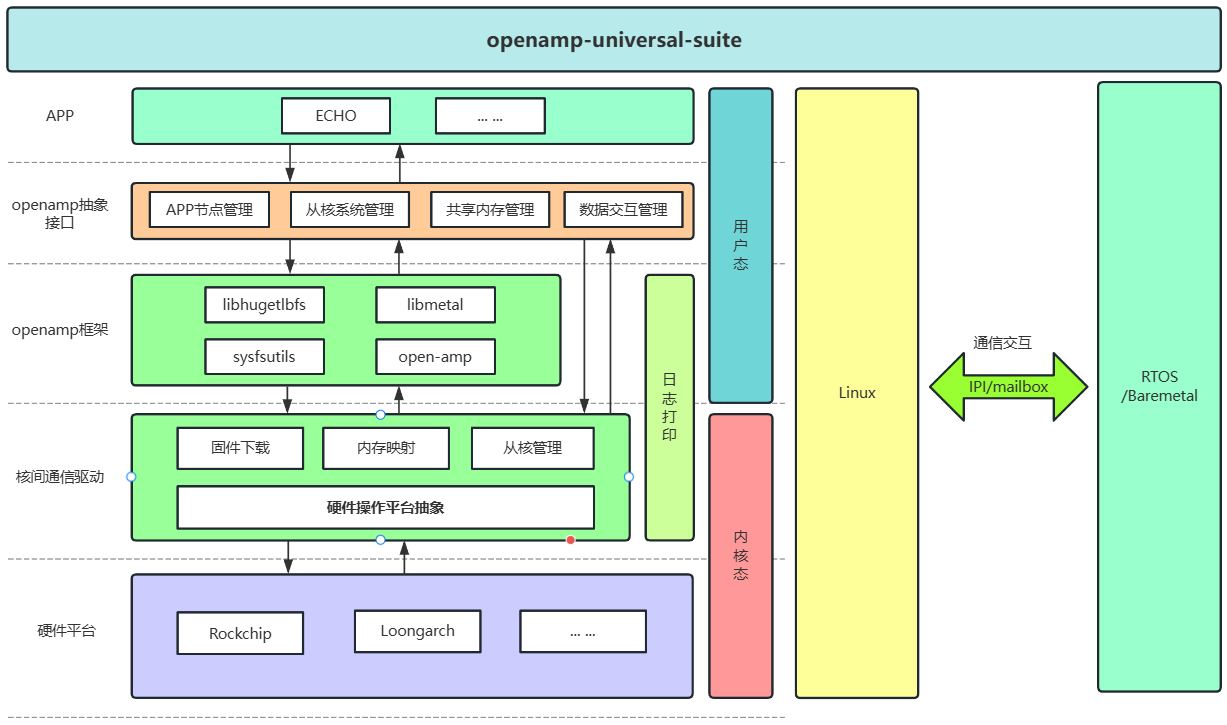 openamp-universal-suite
APP
ECHO
... ...
openamp抽象
接口
APP节点管理
从核系统管理
共享内存管理
数据交互管理
openamp框架
libhugetlbfs
libmetal
sysfsutils
open-amp
核间通信驱动
固件下载
内存映射
从核管理
硬件操作平台抽象
硬件平台
Rockchip
Loongarch
... ...
日
志
打
印
用
户
态
内
核
态
Linux
通信交互
IPI/mailbox
RTOS
/Baremetal